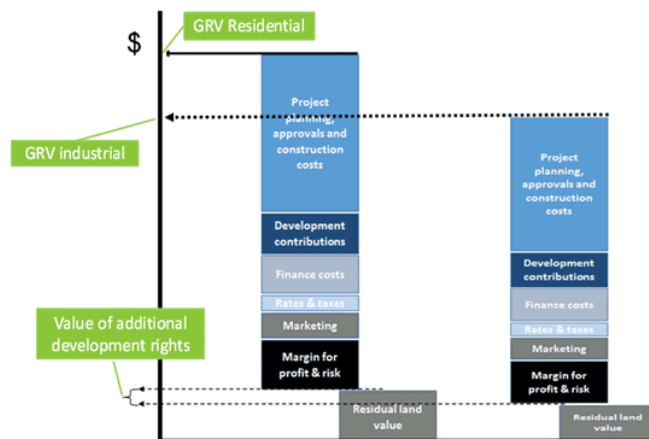 GRV Residential
$
Project
planning,
approvals and
construction
costs
GRV industrial
Project
planning,
approvals and
construction
costs
Development
contributions
Finance costs
Rates & taxes
Marketing
Margin for
profit & risk
Development
contributions
Finance costs
Rates & taxes
Marketing
Margin for
profit & risk
Value of additional
development rights
Residual land
value
Residual land
value